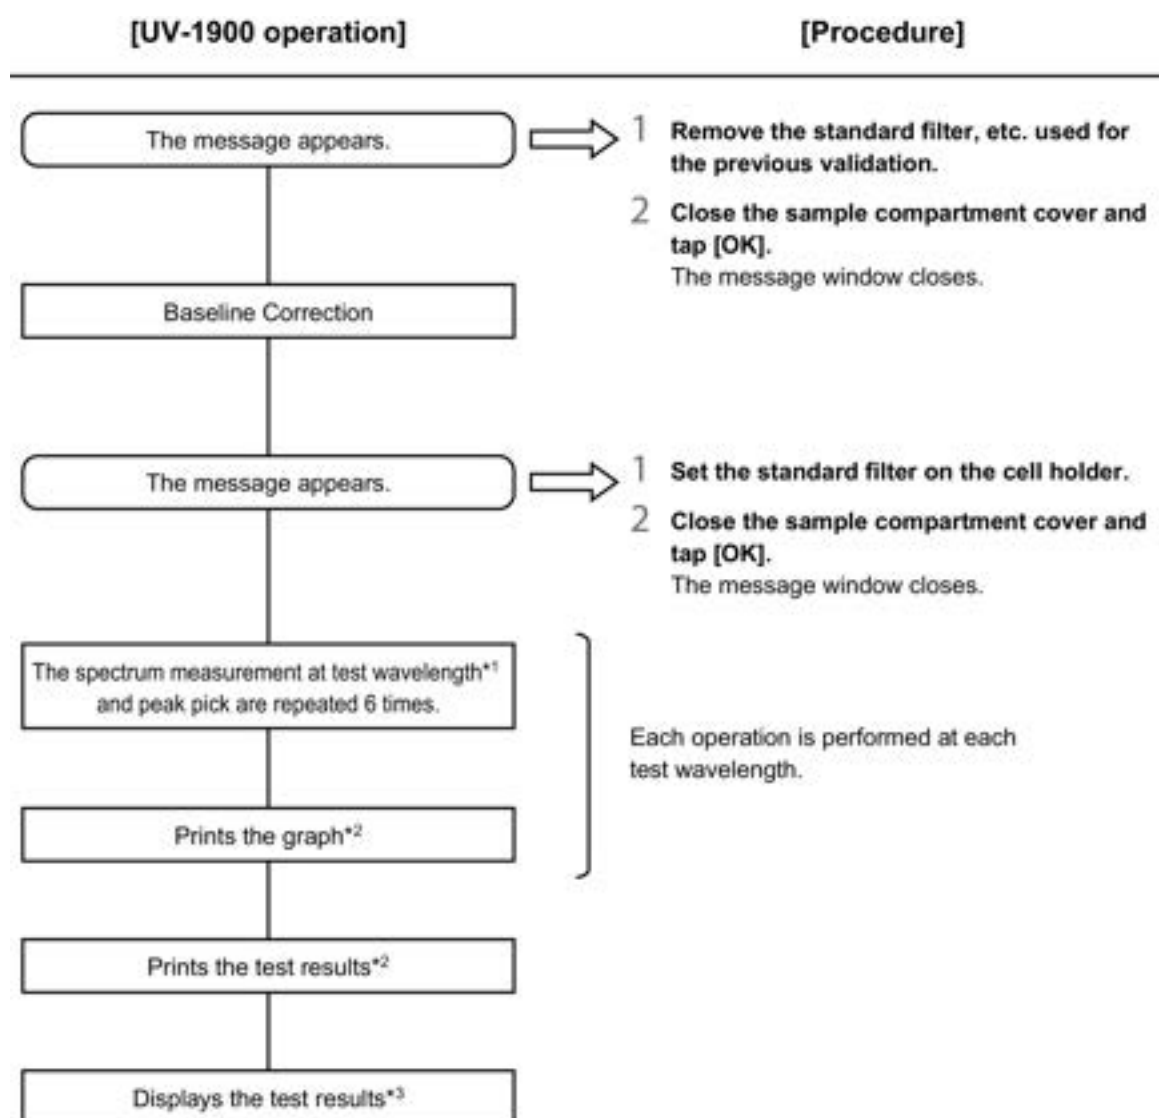 [UV-1900 operation]
[Procedure]
The message appears.
1 Remove the standard filter, etc. used for
the previous validation.
2 Close the sample compartment cover and
tap [OK].
The message window closes.
Baseline Correction
The message appears.
1 Set the standard filter on the cell holder.
2 Close the sample compartment cover and
tap [OK].
The message window closes.
The spectrum measurement at test wavelength*1
and peak pick are repeated 6 times.
Each operation is performed at each
test wavelength.
Prints the graph*2
Prints the test results*2
Displays the test results*3